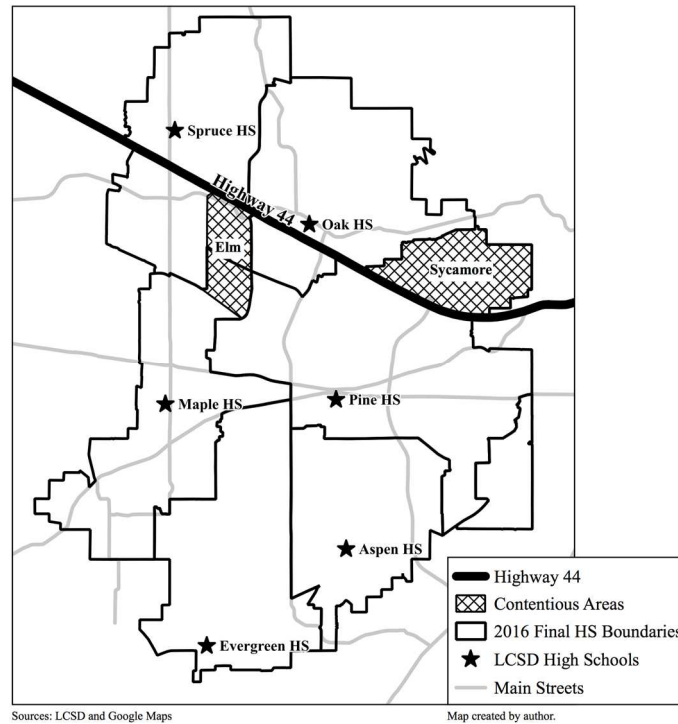 Spruce HS
Highway 44
Oak HS
Elm
Sycamore
Maple HS
Pine HS
Aspen HS
Evergreen HS
Highway 44
Contentious Areas
2016 Final HS Boundaries
LCSD High Schools
Main Streets
Sources: LCSD and Google Maps
Map created by author.